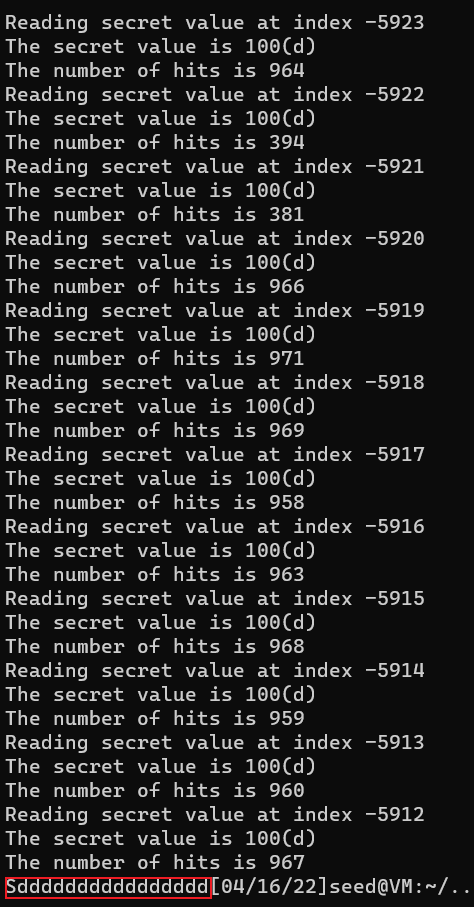 Reading secret value at index -5923
The secret value is 100(d)
The number of hits is 964
Reading secret value at index -5922
The secret value is 100(d)
The number of hits is 394
Reading secret value at index -5921
The secret value is 100(d)
The number of hits is 381
Reading secret value at index -5920
The secret value is 100(d)
The number of hits is 966
Reading secret value at index -5919
The secret value is 100(d)
The number of hits is 971
Reading secret value at index -5918
The secret value is 100(d)
The number of hits is 969
Reading secret value at index -5917
The secret value is 100(d)
The number of hits is 958
Reading secret value at index -5916
The secret value is 100(d)
The number of hits is 963
Reading secret value at index -5915
The secret value is 100(d)
The number of hits is 968
Reading secret value at index -5914
The secret value is 100(d)
The number of hits is 959
Reading secret value at index -5913
The secret value is 100(d)
The number of hits is 960
Reading secret value at index -5912
The secret value is 100(d)
The number of hits is 967
Sdddddddddddddddd[04/16/22]seed@VM:~/..